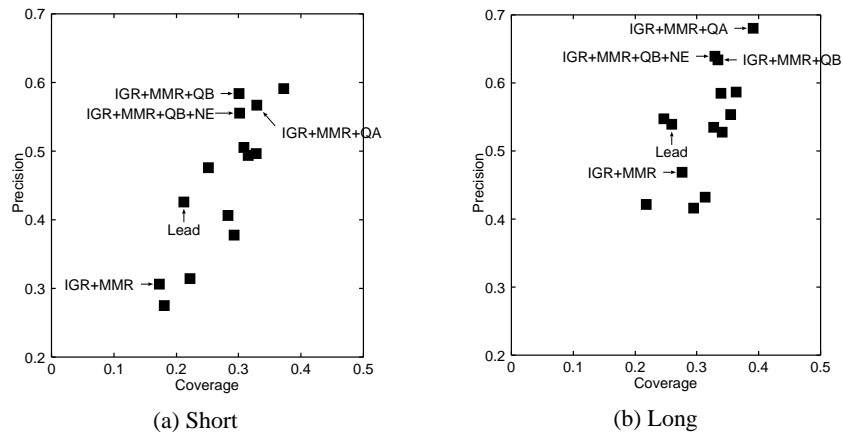 0.7
0.6
0.5
0.4
0.3
0.2
Precision
IGR+MMR+QB
IGR+MMR+QB+NE
IGR+MMR+QA
Lead
IGR+MMR
0 0.1 0.2 0.3 0.4 0.5
Coverage
(a) Short
0.7
0.6
0.5
0.4
0.3
0.2
Precision
IGR+MMR+QA
IGR+MMR+QB+NE
IGR+MMR+QB
Lead
IGR+MMR
0 0.1 0.2 0.3 0.4 0.5
Coverage
(b) Long